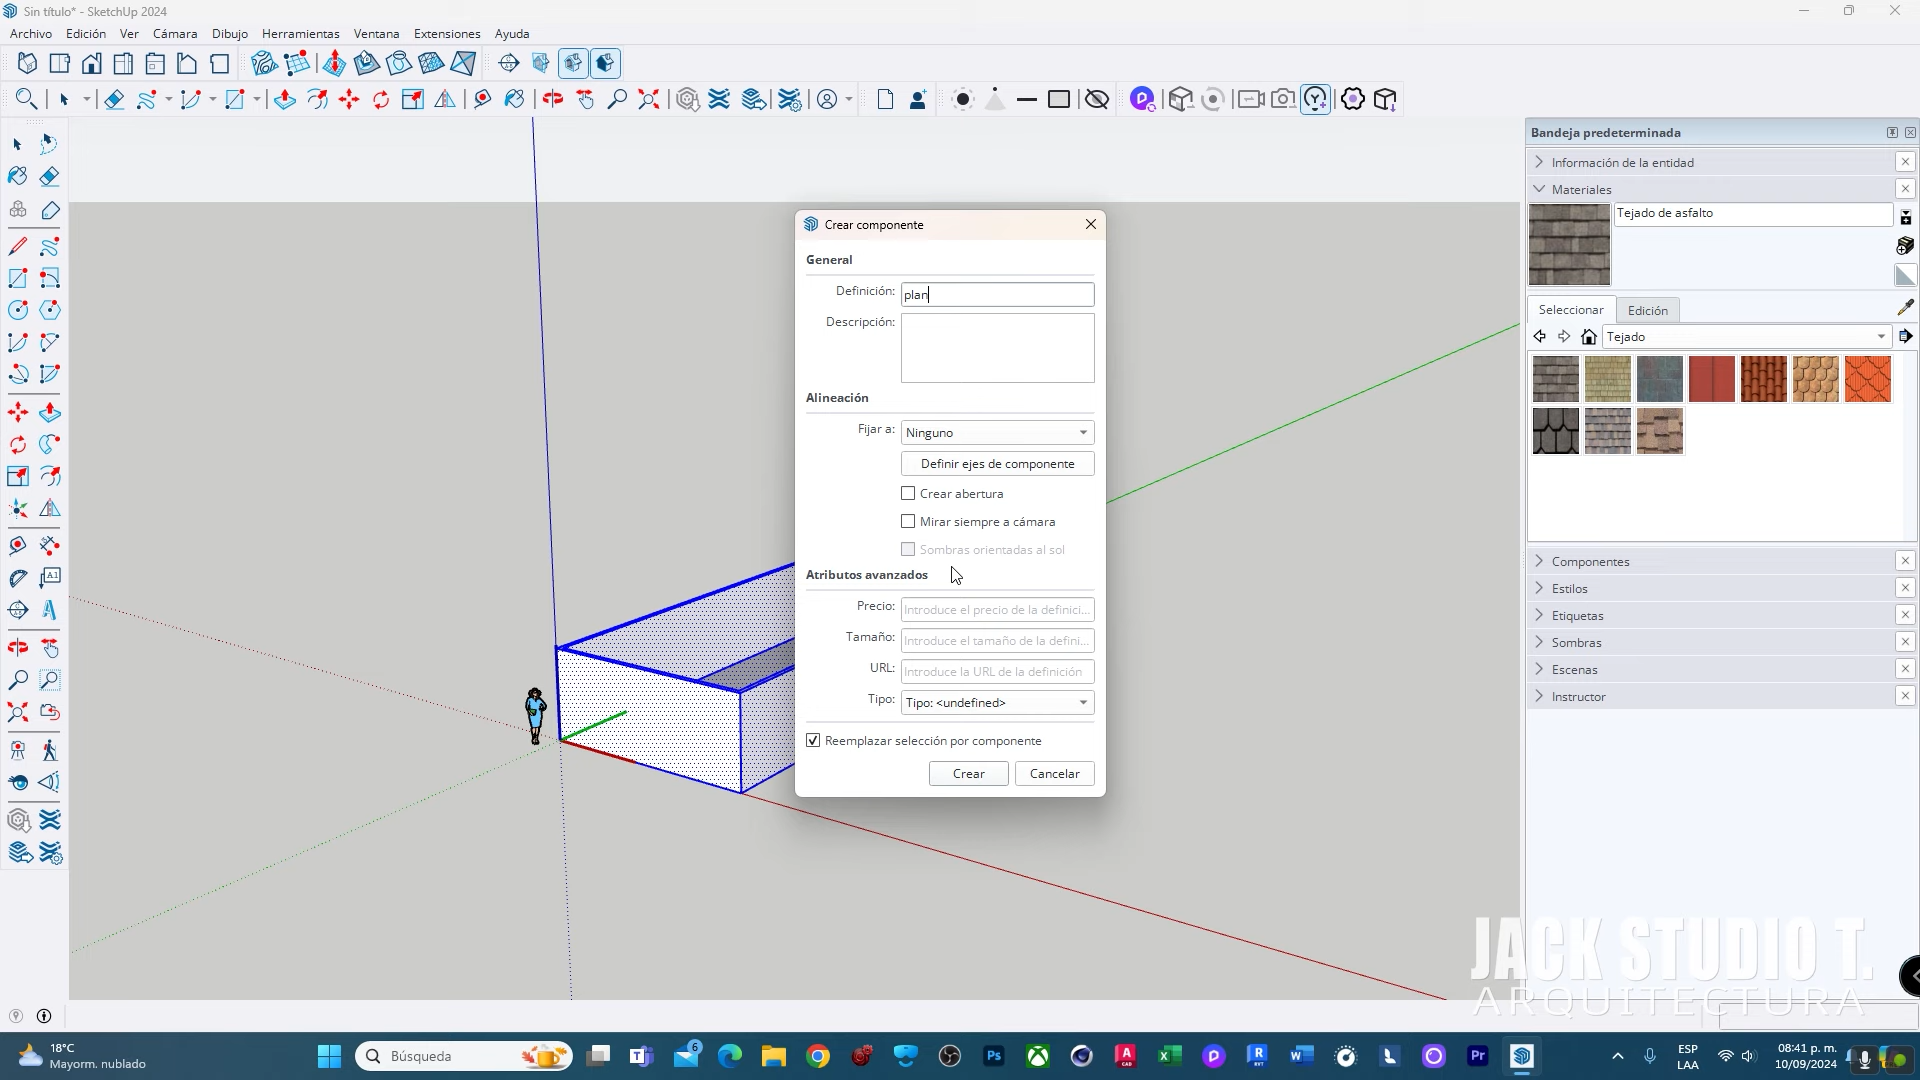 Sin título* - SketchUp 2024
Archivo Edición Ver Cámara Dibujo Herramientas Ventana Extensiones Ayuda
Bandeja predeterminada
Información de la entidad
Materiales
Tejado de asfalto
Seleccionar Edición
Tejado
Componentes
Estilos
Etiquetas
Sombras
Escenas
Instructor
Crear componente
General
Definición: plan
Descripción:
Alineación
Fijar a: Ninguno
Definir ejes de componente
Crear abertura
Mirar siempre a cámara
Sombras orientadas al sol
Atributos avanzados
Precio: Introduce el precio de la definici...
Tamaño: Introduce el tamaño de la defini...
URL: Introduce la URL de la definición
Tipo: Tipo: <undefined>
Reemplazar selección por componente
Crear Cancelar
JACK STUDIO T.
ARQUITECTURA
18°C
Mayorm. nublado
Búsqueda
6
ESP
LAA
08:41 p. m.
10/09/2024